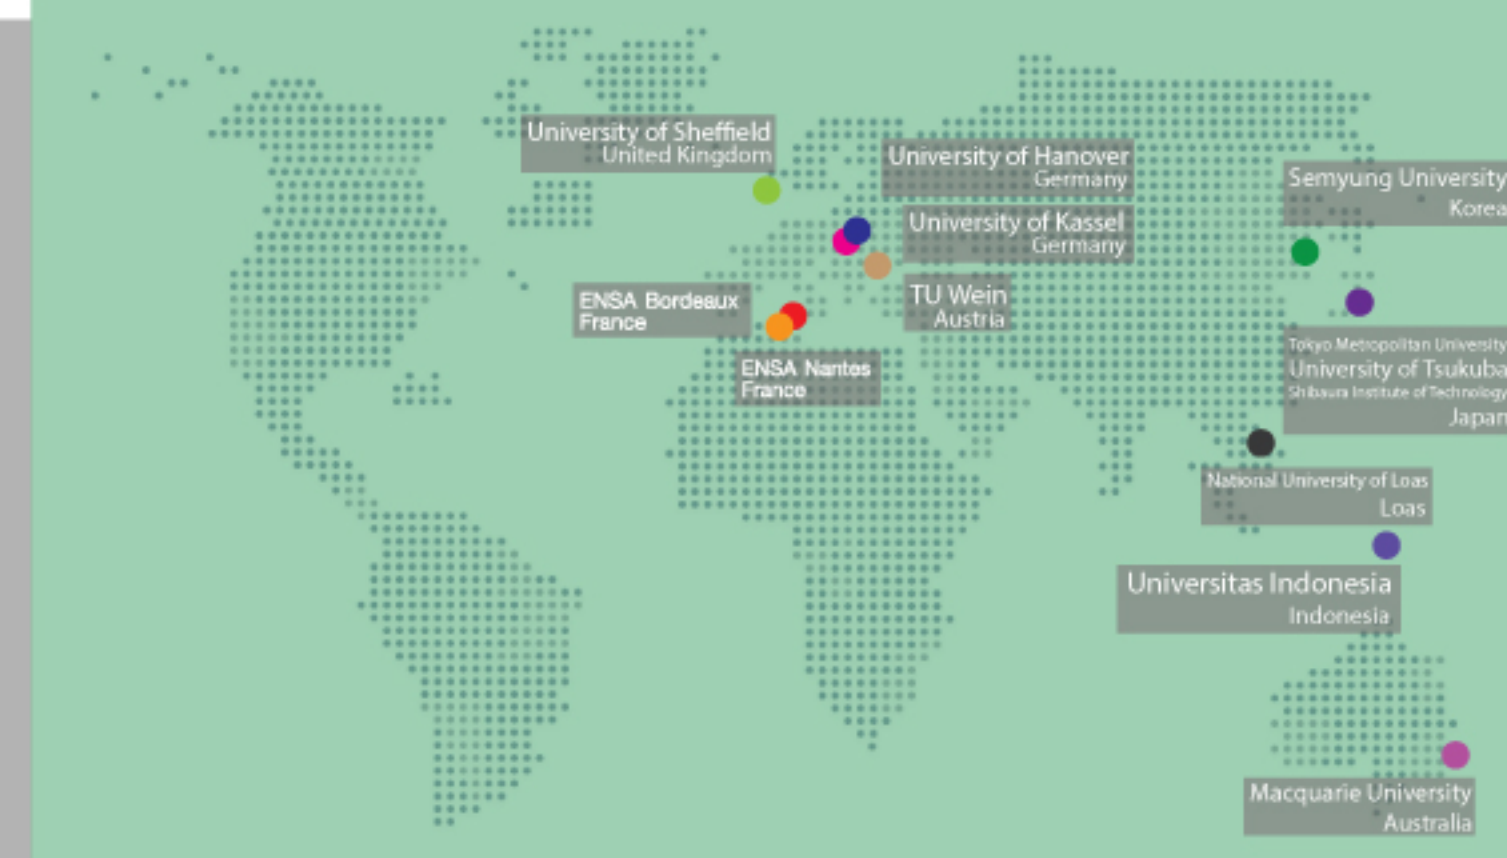 University of Sheffield
United Kingdom
University of Hanover
Germany
Semyung University
Korea
University of Kassel
Germany
ENSA Bordeaux
France
TU Wein
Austria
ENSA Nantes
France
Tokyo Metropolitan University
University of Tsukuba
Shibaura Institute of Technology
Japan
National University of Loas
Loas
Universitas Indonesia
Indonesia
Macquarie University
Australia